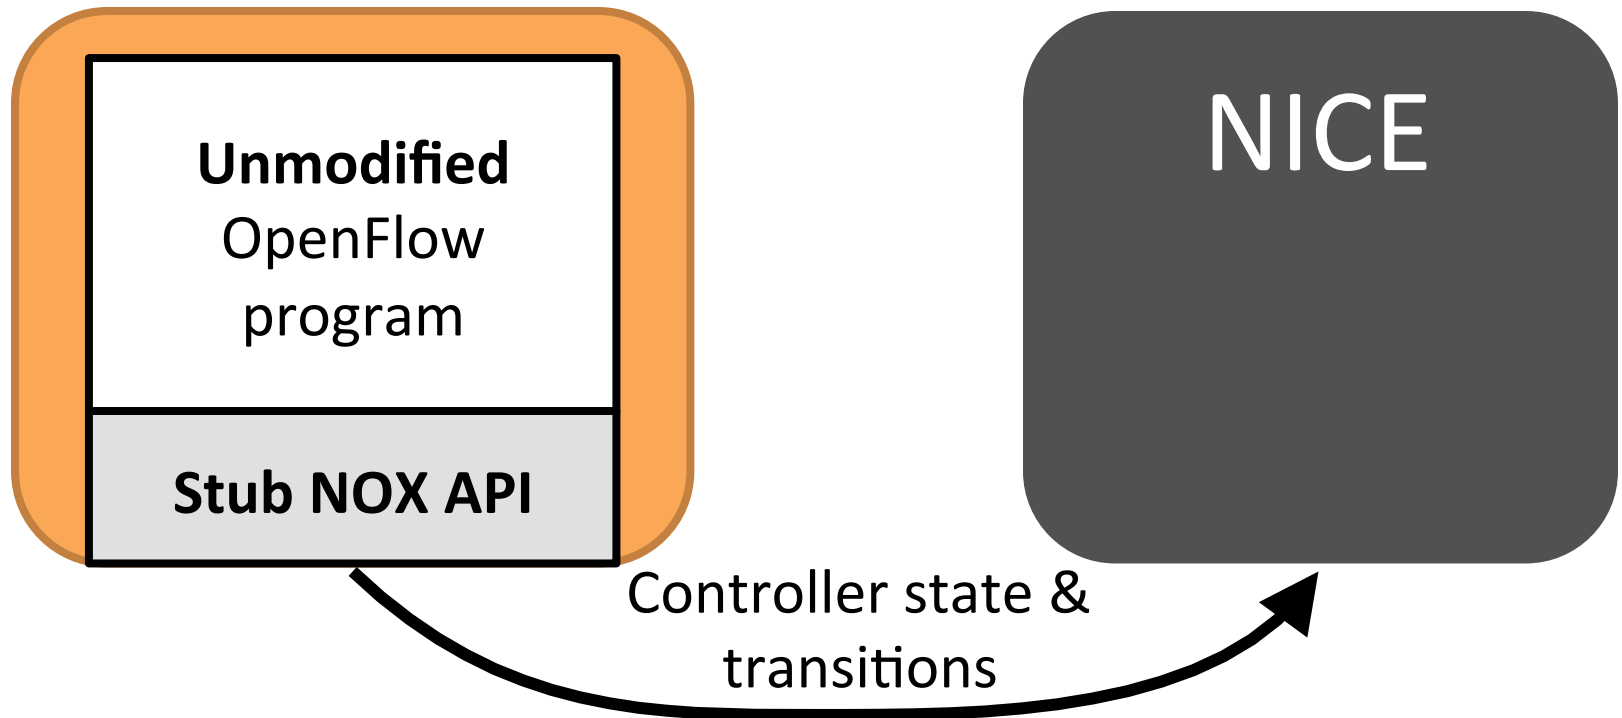 Unmodified
OpenFlow
program
Stub NOX API
NICE
Controller state &
transitions